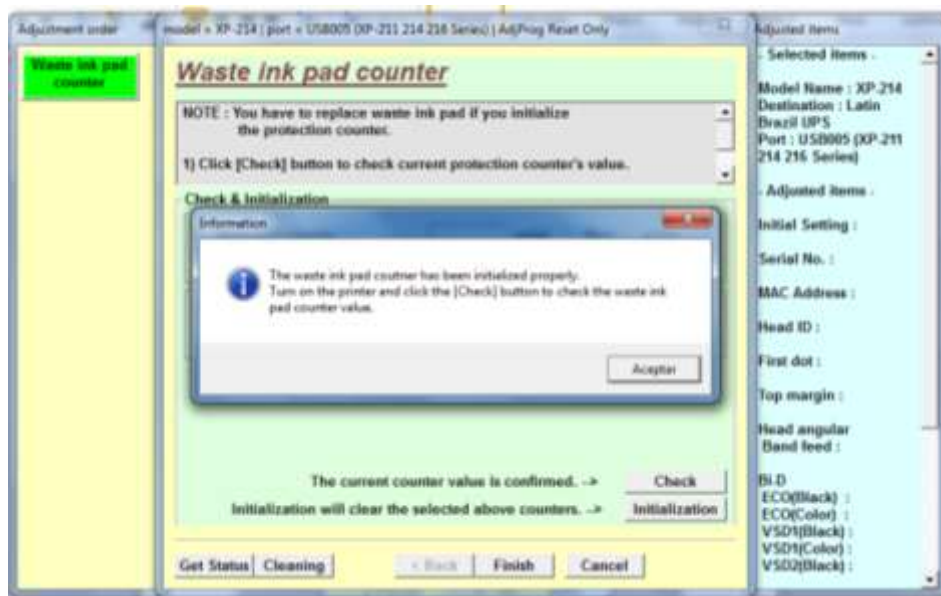 Adjustment order
Waste ink pad
counter
model = XP-214 | port = USB005 (XP-211 214 216 Series) | AdjProg Reset Only
Waste ink pad counter
NOTE : You have to replace waste ink pad if you initialize
the protection counter.
1) Click [Check] button to check current protection counter's value.
Check & Initialization
Information
The waste ink pad coutner has been initialized properly.
Turn on the printer and click the [Check] button to check the waste ink
pad counter value.
Aceptar
The current counter value is confirmed. -->
Check
Initialization will clear the selected above counters. -->
Initialization
Get Status
Cleaning
< Back
Finish
Cancel
Adjusted items
- Selected items -
Model Name : XP-214
Destination : Latin
Brazil UPS
Port : USB005 (XP-211
214 216 Series)
- Adjusted items -
Initial Setting :
Serial No. :
MAC Address :
Head ID :
First dot :
Top margin :
Head angular
Band feed :
Bi-D
ECO(Black) :
ECO(Color) :
VSD1(Black) :
VSD1(Color) :
VSD2(Black) :